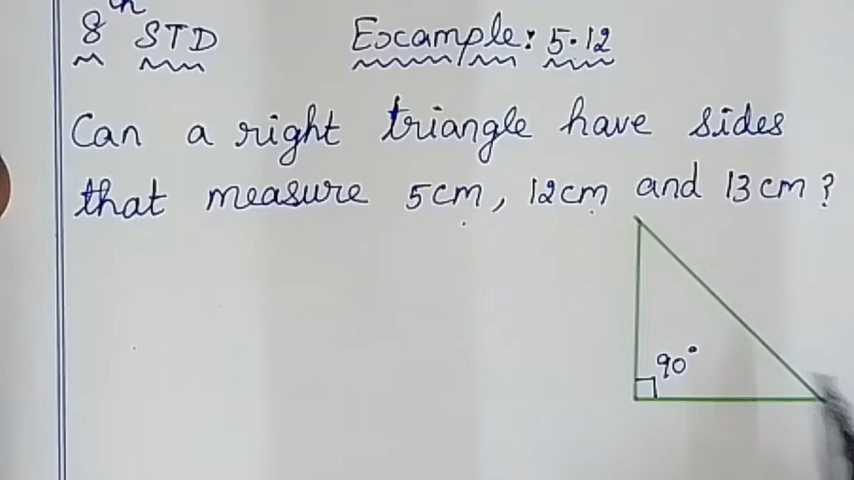 8th STD Example: 5.12
Can a right triangle have sides
that measure 5cm, 12cm and 13cm?
90°